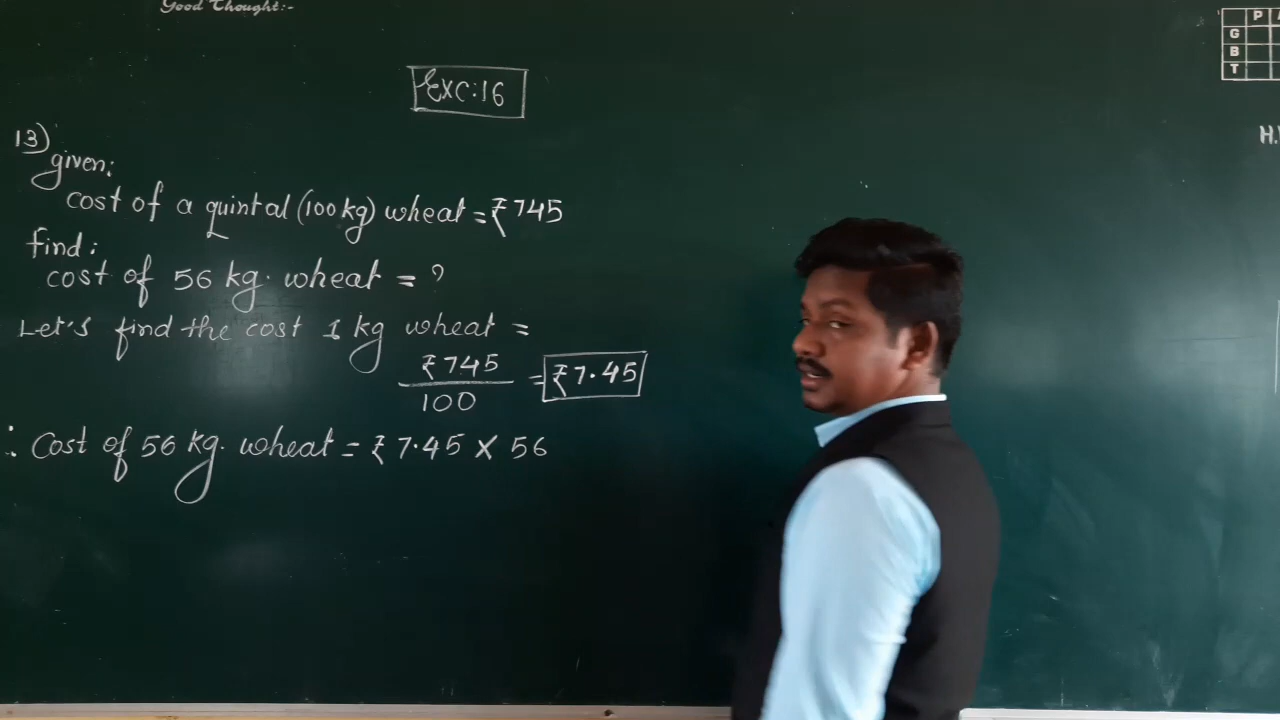 Good Thought:-
P A
G
B
T
H.
Exc:16
13)
given:
cost of a quintal (100 kg) wheat = ₹ 745
find:
cost of 56 kg. wheat = ?
Let's find the cost 1 kg wheat =
₹ 745
100
= ₹ 7.45
∴ Cost of 56 kg. wheat = ₹ 7.45 × 56